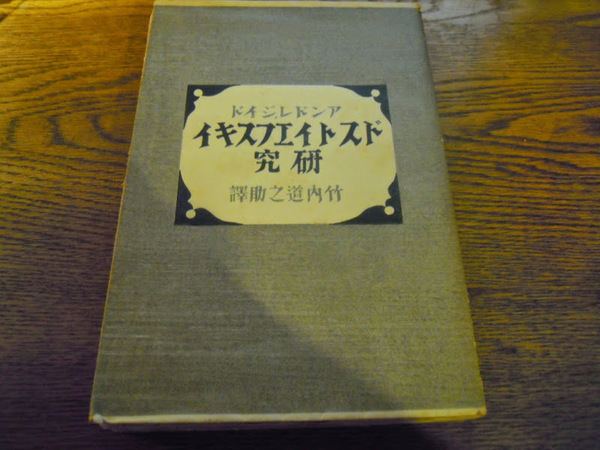 アンドレ・ジイド
ドストイエフスキイ
研究
竹内道之助譯